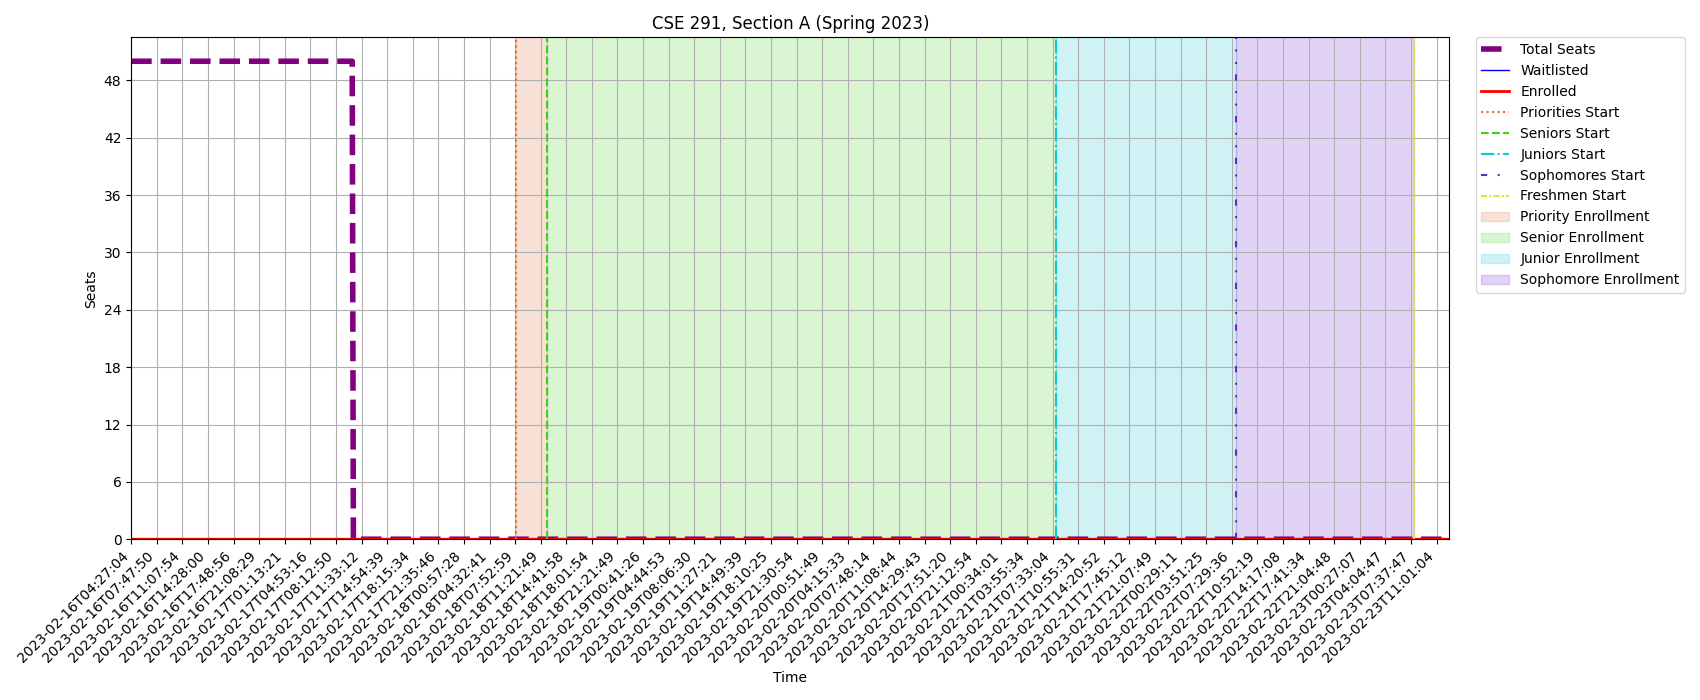 CSE 291, Section A (Spring 2023)
Seats
48
42
36
30
24
18
12
6
0
2023-02-16T04:27:04
2023-02-16T07:47:50
2023-02-16T11:07:54
2023-02-16T14:28:00
2023-02-16T17:48:56
2023-02-16T21:08:29
2023-02-17T01:13:21
2023-02-17T04:53:16
2023-02-17T08:12:50
2023-02-17T11:33:12
2023-02-17T14:54:39
2023-02-17T18:15:34
2023-02-17T21:35:46
2023-02-18T00:57:28
2023-02-18T04:32:41
2023-02-18T07:52:59
2023-02-18T11:21:49
2023-02-18T14:41:58
2023-02-18T18:01:54
2023-02-18T21:21:49
2023-02-19T00:41:26
2023-02-19T04:44:53
2023-02-19T08:06:30
2023-02-19T11:27:21
2023-02-19T14:49:39
2023-02-19T18:10:25
2023-02-19T21:30:54
2023-02-20T00:51:49
2023-02-20T04:15:33
2023-02-20T07:48:14
2023-02-20T11:08:44
2023-02-20T14:29:43
2023-02-20T17:51:20
2023-02-20T21:12:54
2023-02-21T00:34:01
2023-02-21T03:55:34
2023-02-21T07:33:04
2023-02-21T10:55:31
2023-02-21T14:20:52
2023-02-21T17:45:12
2023-02-21T21:07:49
2023-02-22T00:29:11
2023-02-22T03:51:25
2023-02-22T07:29:36
2023-02-22T10:52:19
2023-02-22T14:17:08
2023-02-22T17:41:34
2023-02-22T21:04:48
2023-02-23T00:27:07
2023-02-23T04:04:47
2023-02-23T07:37:47
2023-02-23T11:01:04
Time
Total Seats
Waitlisted
Enrolled
Priorities Start
Seniors Start
Juniors Start
Sophomores Start
Freshmen Start
Priority Enrollment
Senior Enrollment
Junior Enrollment
Sophomore Enrollment